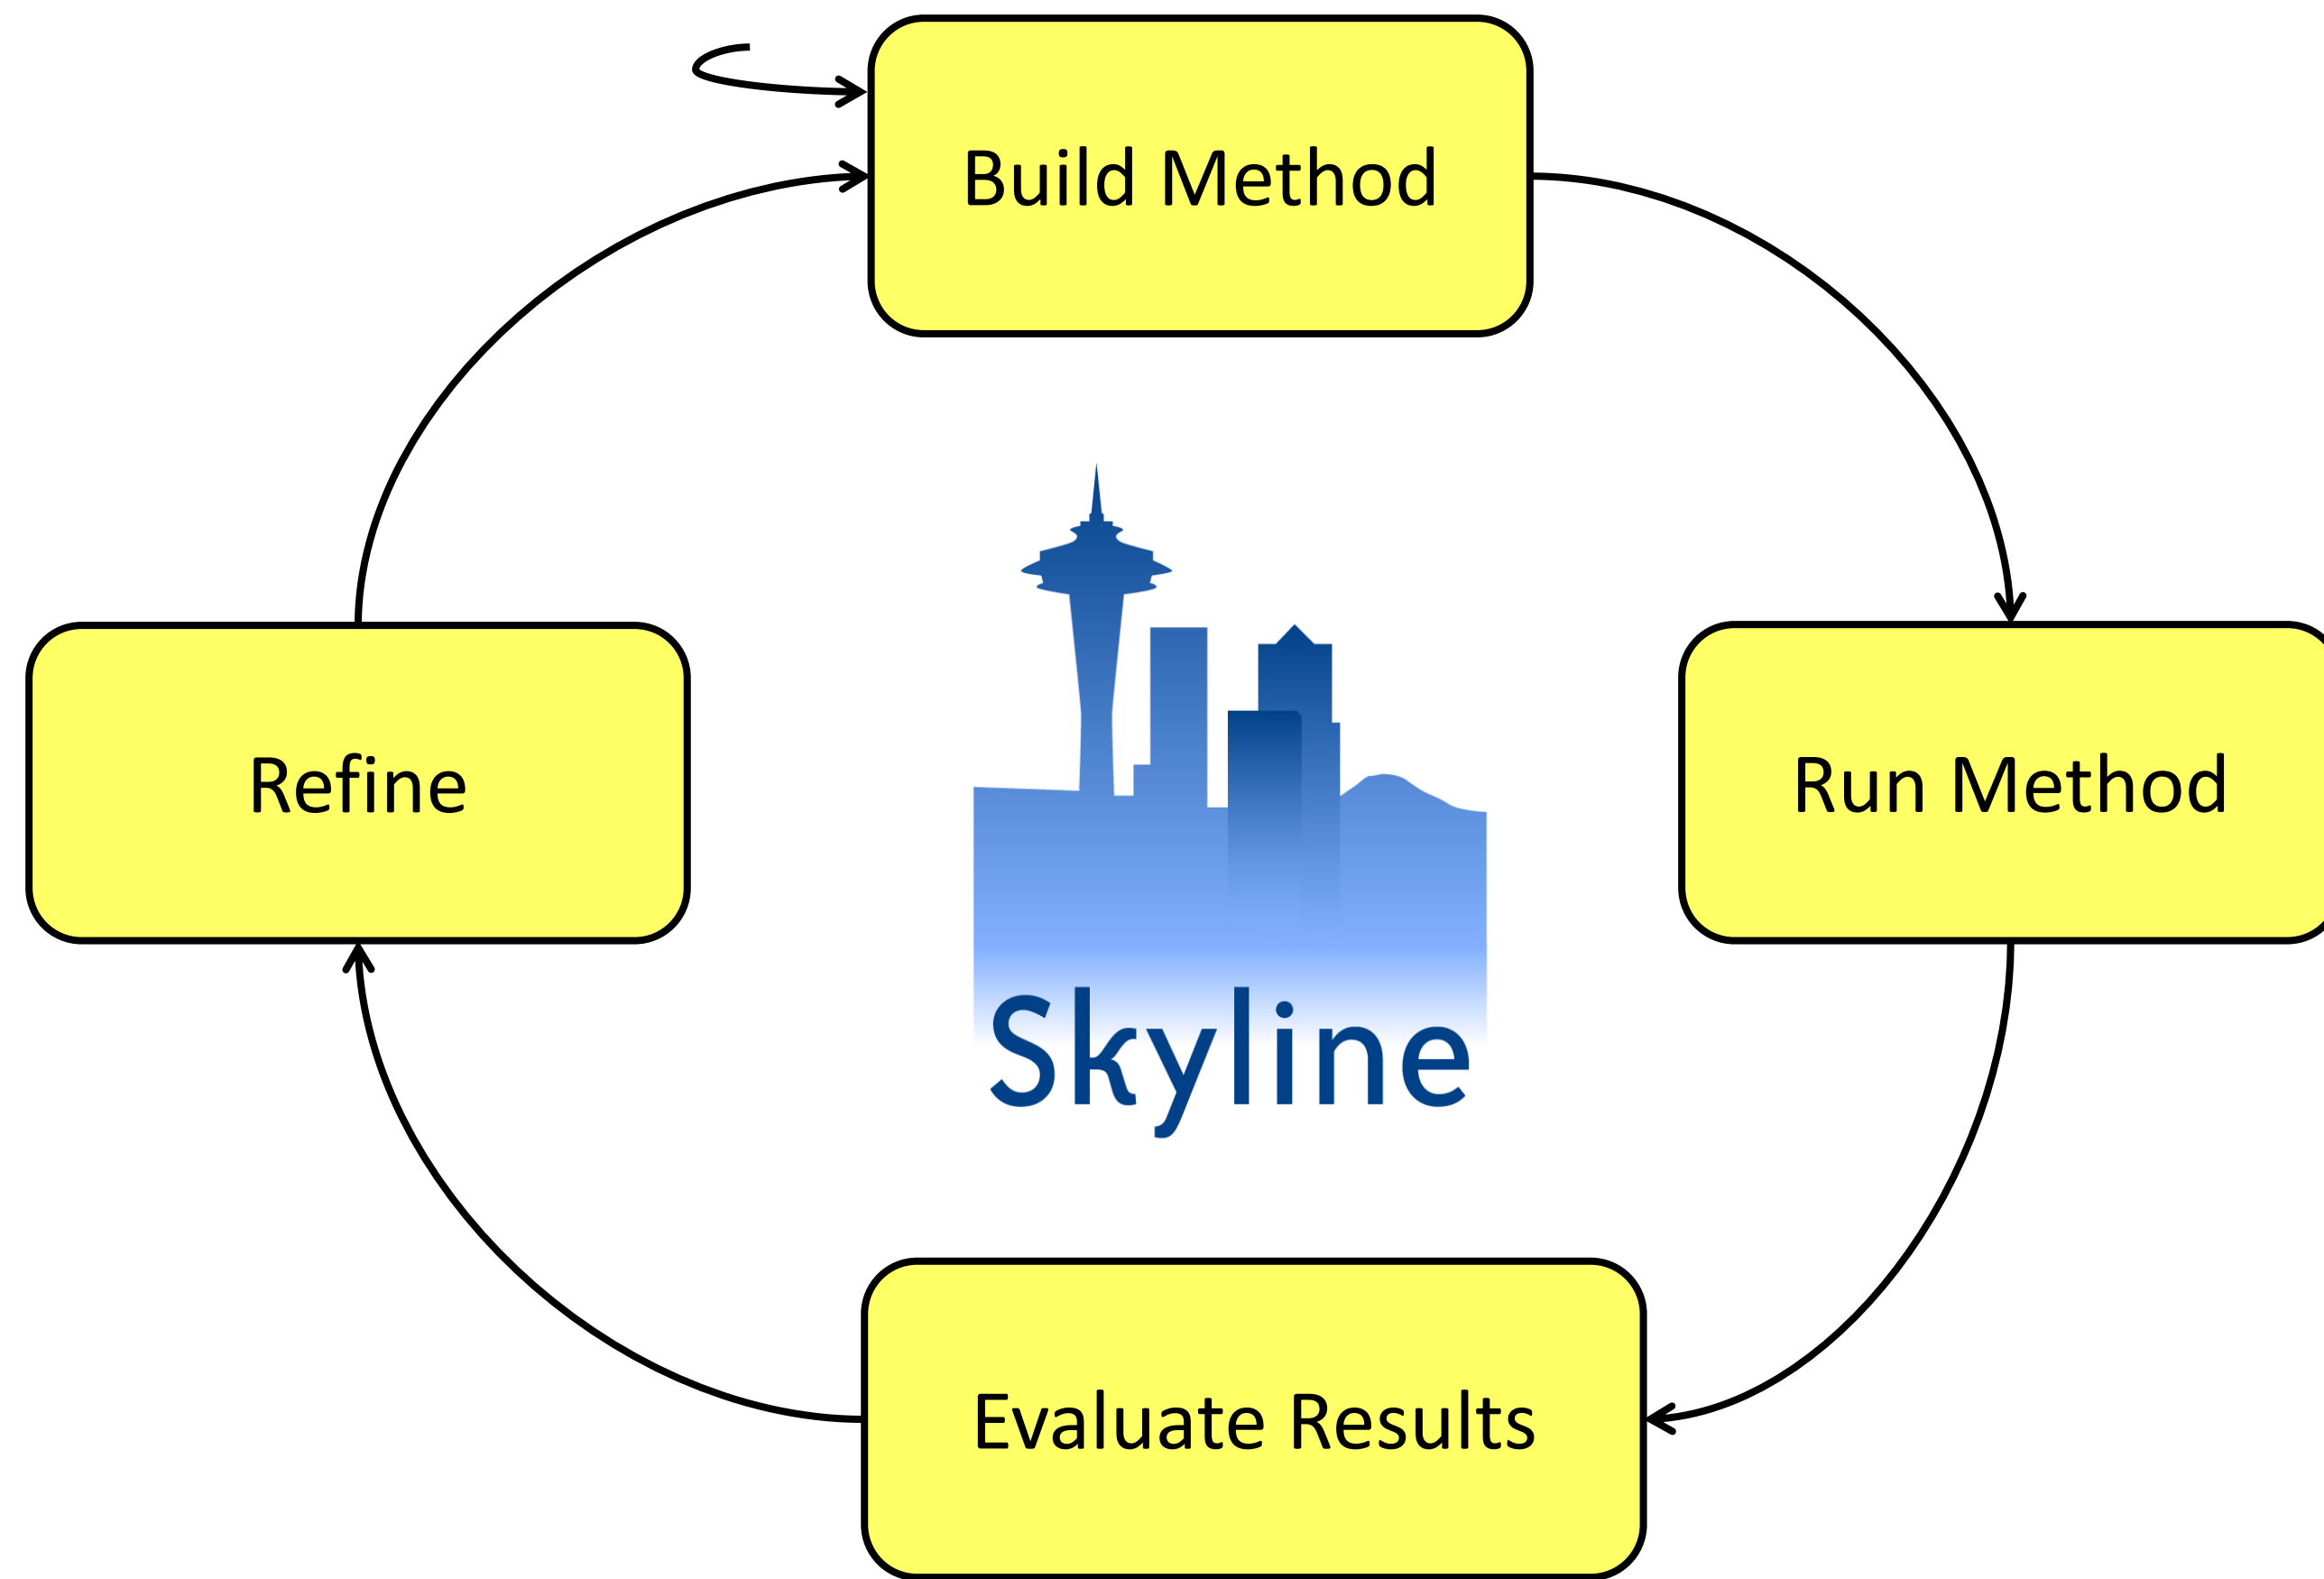 Build Method
Refine
Run Method
Skyline
Evaluate Results